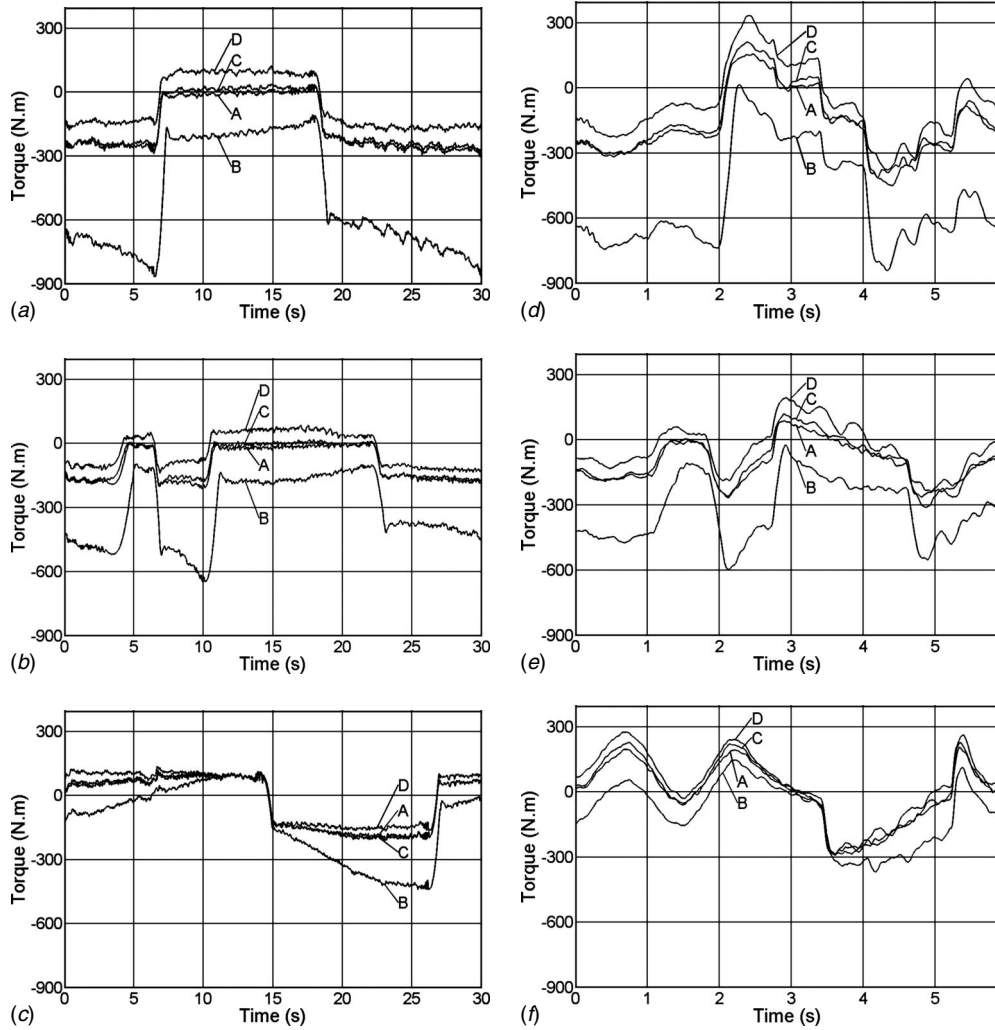 300
0
-300
-600
-900
Torque (N.m)
D
C
A
B
0 5 10 15 20 25 30
Time (s)
(a)
300
0
-300
-600
-900
Torque (N.m)
D
C
A
B
0 1 2 3 4 5
Time (s)
(d)
300
0
-300
-600
-900
Torque (N.m)
D
C
A
B
0 5 10 15 20 25 30
Time (s)
(b)
300
0
-300
-600
-900
Torque (N.m)
D
C
A
B
0 1 2 3 4 5
Time (s)
(e)
300
0
-300
-600
-900
Torque (N.m)
D
A
C
B
0 5 10 15 20 25 30
Time (s)
(c)
300
0
-300
-600
-900
Torque (N.m)
D
C
A
B
0 1 2 3 4 5
Time (s)
(f)